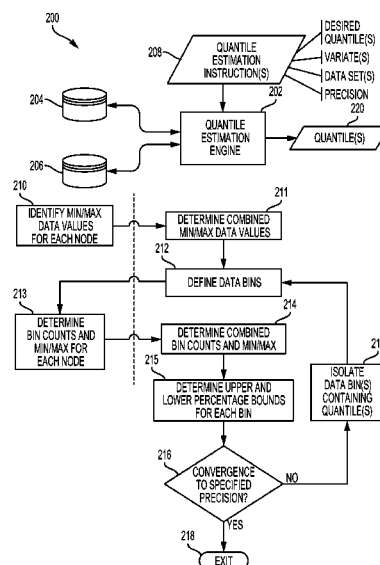 200
208
QUANTILE
ESTIMATION
INSTRUCTION(S)
DESIRED
QUANTILE(S)
VARIATE(S)
DATA SET(S)
PRECISION
204
202
220
QUANTILE
ESTIMATION
ENGINE
QUANTILE(S)
206
210
211
IDENTIFY MIN/MAX
DATA VALUES
FOR EACH NODE
DETERMINE COMBINED
MIN/MAX DATA VALUES
212
DEFINE DATA BINS
213
214
DETERMINE
BIN COUNTS AND
MIN/MAX FOR
EACH NODE
DETERMINE COMBINED
BIN COUNTS AND MIN/MAX
21
ISOLATE
DATA BIN(S)
CONTAINING
QUANTILE(S)
215
DETERMINE UPPER AND
LOWER PERCENTAGE BOUNDS
FOR EACH BIN
216
CONVERGENCE
TO SPECIFIED
PRECISION?
NO
YES
218
EXIT